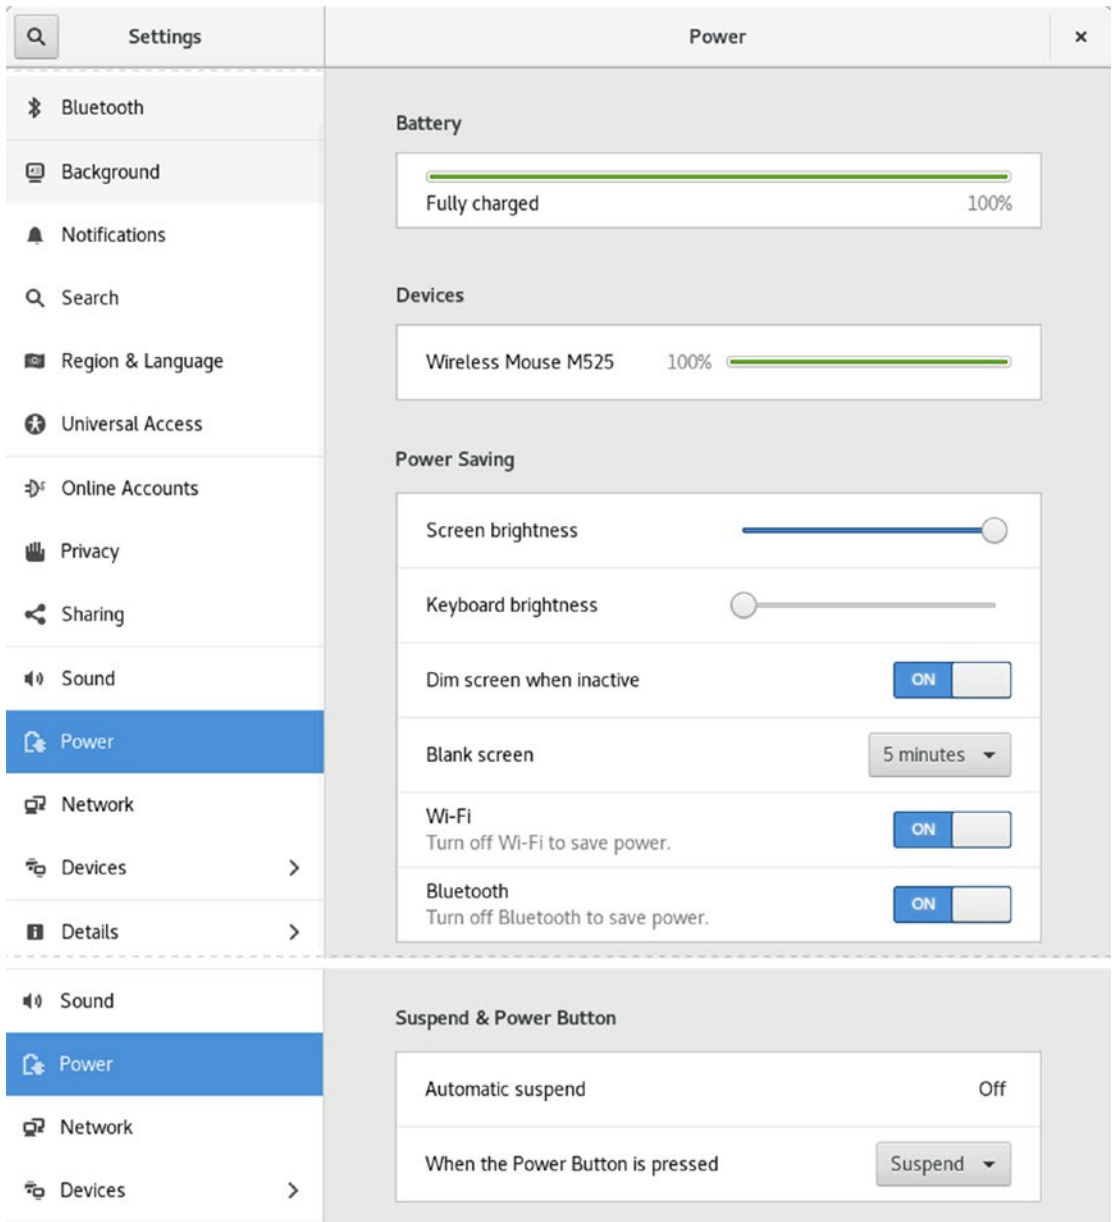 Settings
Power
Bluetooth
Background
Notifications
Search
Region & Language
Universal Access
Online Accounts
Privacy
Sharing
Sound
Power
Network
Devices
Details
Battery
Fully charged 100%
Devices
Wireless Mouse M525 100%
Power Saving
Screen brightness
Keyboard brightness
Dim screen when inactive ON
Blank screen 5 minutes
Wi-Fi
Turn off Wi-Fi to save power. ON
Bluetooth
Turn off Bluetooth to save power. ON
Sound
Power
Network
Devices
Suspend & Power Button
Automatic suspend Off
When the Power Button is pressed Suspend